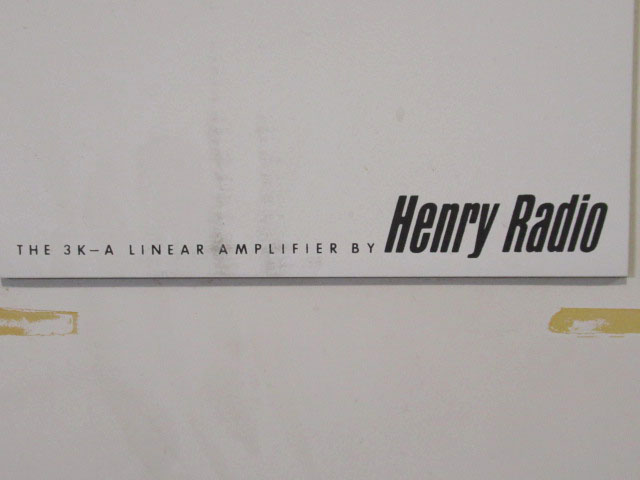 THE 3K–A LINEAR AMPLIFIER BY Henry Radio